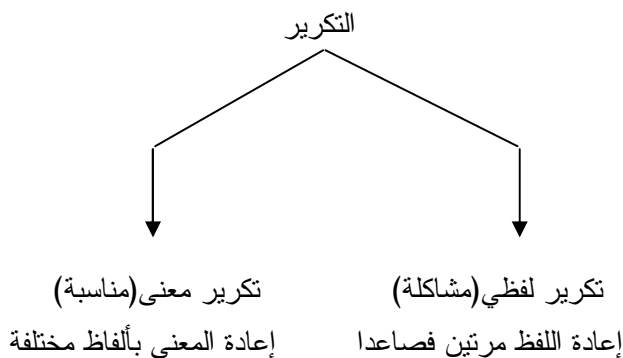 التكرير
تكرير لفظي(مشاكلة)
إعادة اللفظ مرتين فصاعدا
تكرير معنى(مناسبة)
إعادة المعنى بألفاظ مختلفة